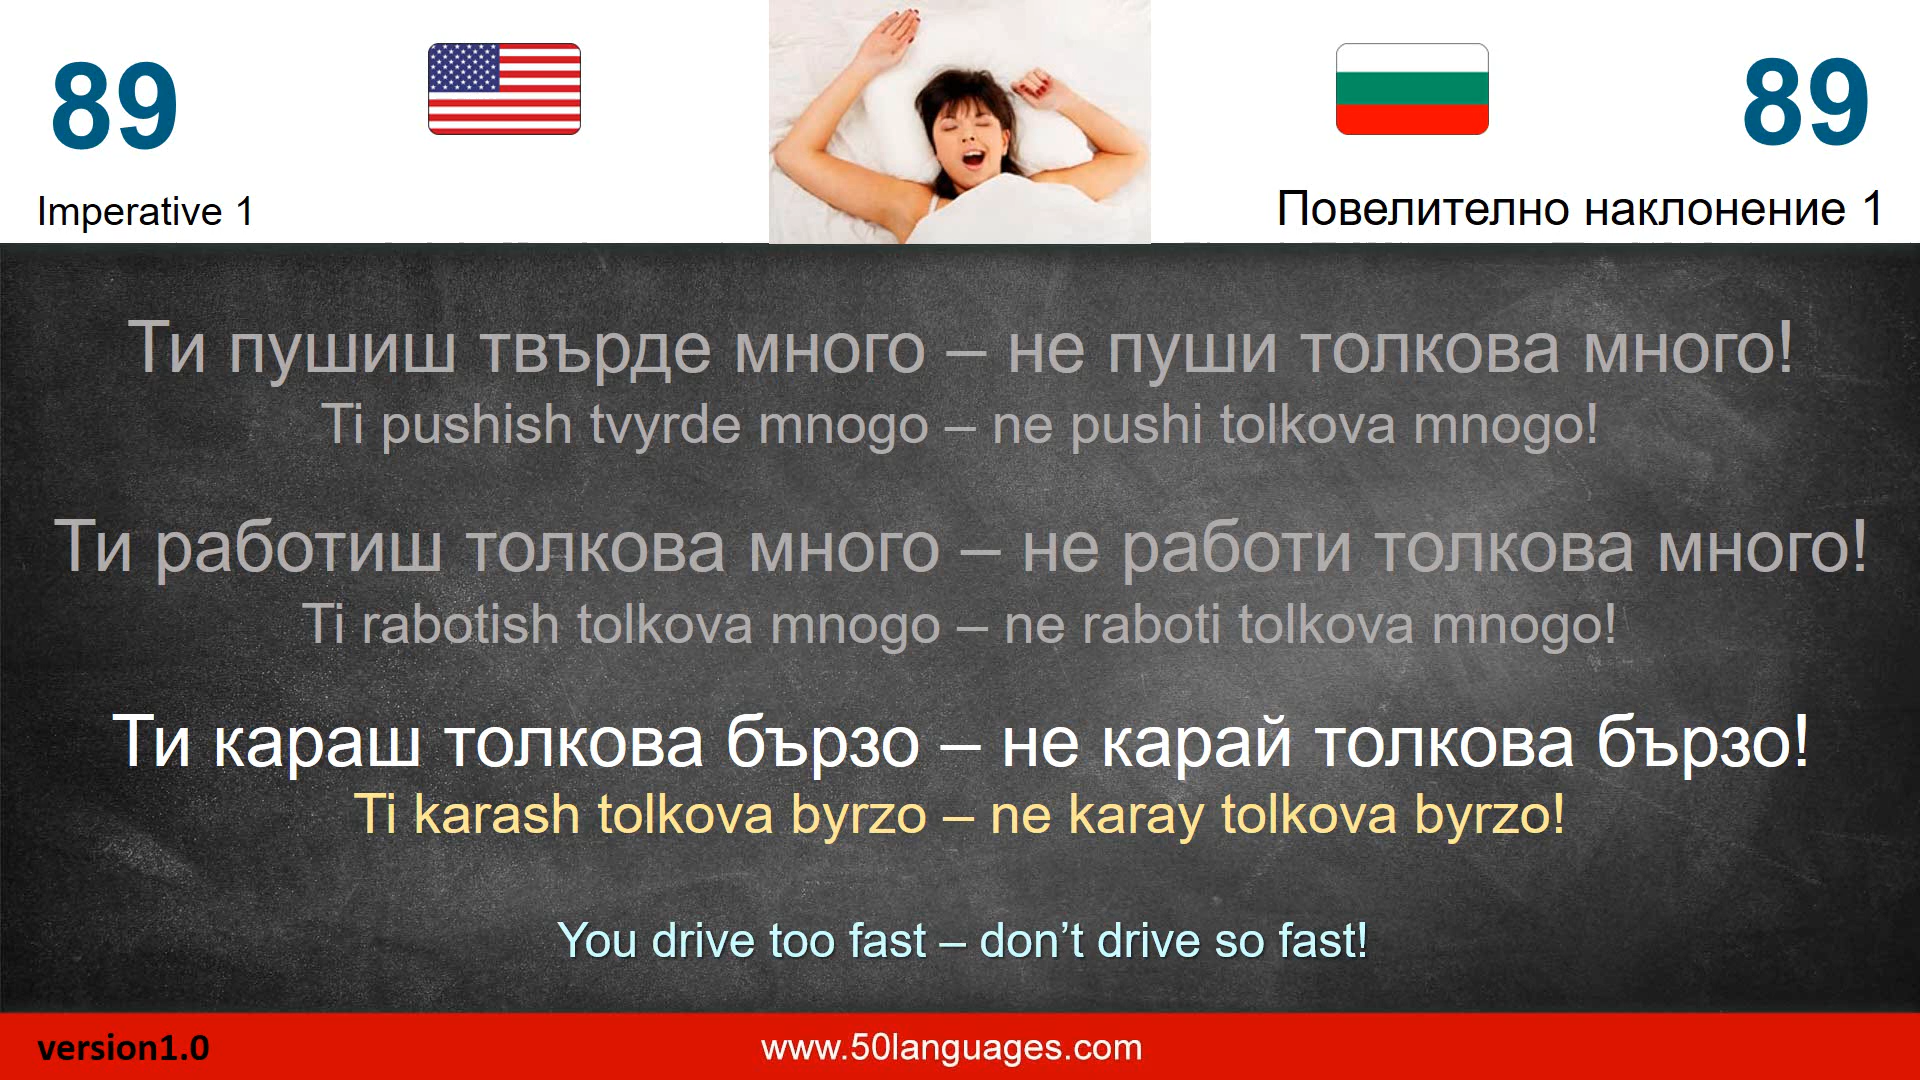 89
89
Imperative 1
Повелително наклонение 1
Ти пушиш твърде много – не пуши толкова много!
Ti pushish tvyrde mnogo – ne pushi tolkova mnogo!
Ти работиш толкова много – не работи толкова много!
Ti rabotish tolkova mnogo – ne raboti tolkova mnogo!
Ти караш толкова бързо – не карай толкова бързо!
Ti karash tolkova byrzo – ne karay tolkova byrzo!
You drive too fast – don’t drive so fast!
version1.0
www.50languages.com